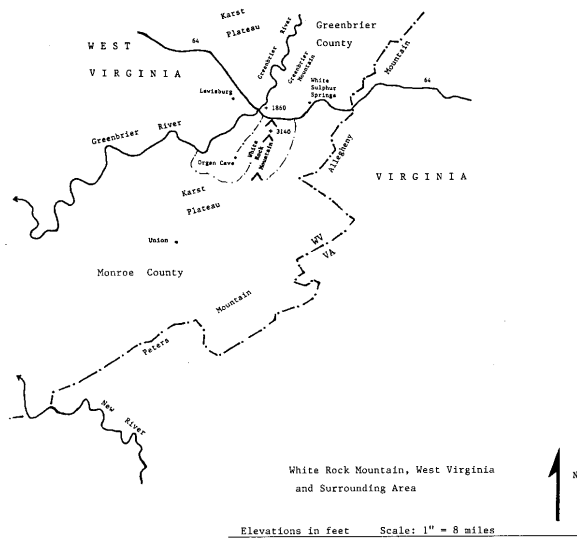 Karst
Plateau
Greenbrier River
Greenbrier
County
WEST
VIRGINIA
64
Greenbrier
Mountain
Mountain
64
White
Sulphur
Springs
Lewisburg
1860
Greenbrier River
3140
White
Rock
Mountain
Organ Cave
Allegheny
VIRGINIA
Karst
Plateau
Union
WV
VA
Monroe County
Mountain
Peters
New
River
White Rock Mountain, West Virginia
and Surrounding Area
N
Elevations in feet Scale: 1" = 8 miles